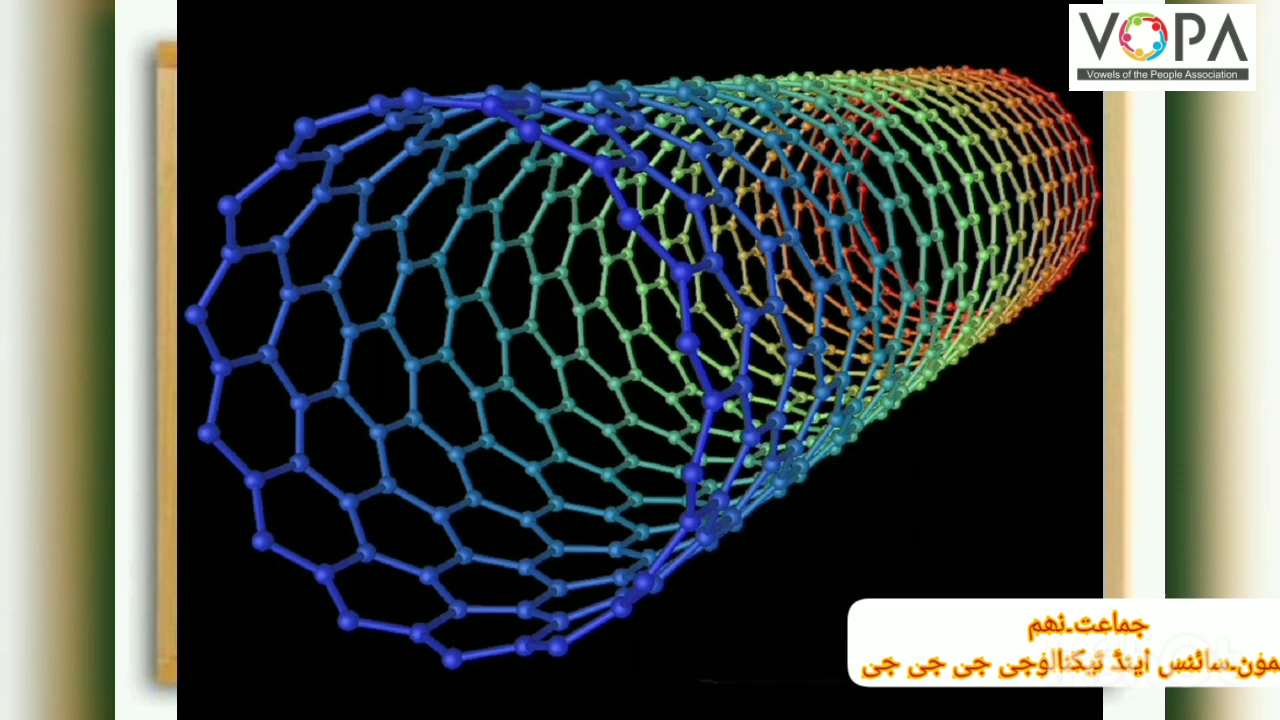 VOPA
Vowels of the People Association
جماعت۔نہم
سائنس اینڈ ٹیکنالوجی جی جی جی